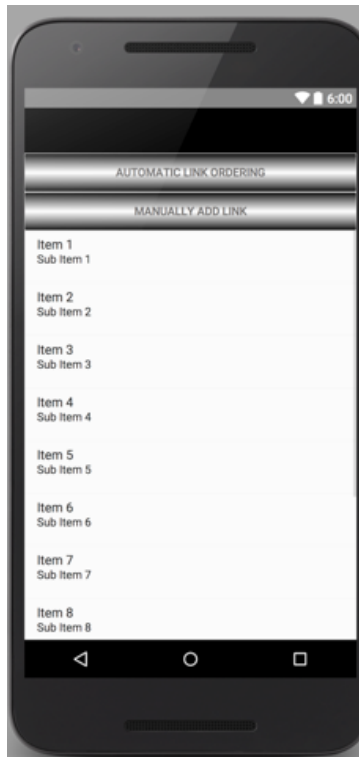 6:00
AUTOMATIC LINK ORDERING
MANUALLY ADD LINK
Item 1
Sub Item 1
Item 2
Sub Item 2
Item 3
Sub Item 3
Item 4
Sub Item 4
Item 5
Sub Item 5
Item 6
Sub Item 6
Item 7
Sub Item 7
Item 8
Sub Item 8